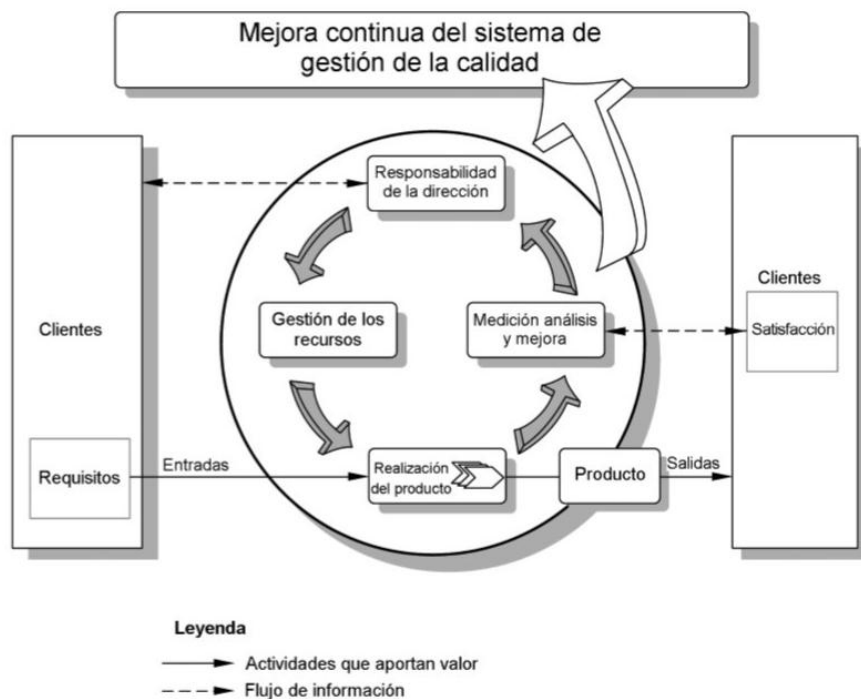 Mejora continua del sistema de
gestión de la calidad
Responsabilidad
de la dirección
Clientes
Clientes
Gestión de los
recursos
Medición análisis
y mejora
Satisfacción
Requisitos
Entradas
Realización
del producto
Producto
Salidas
Leyenda
Actividades que aportan valor
Flujo de información